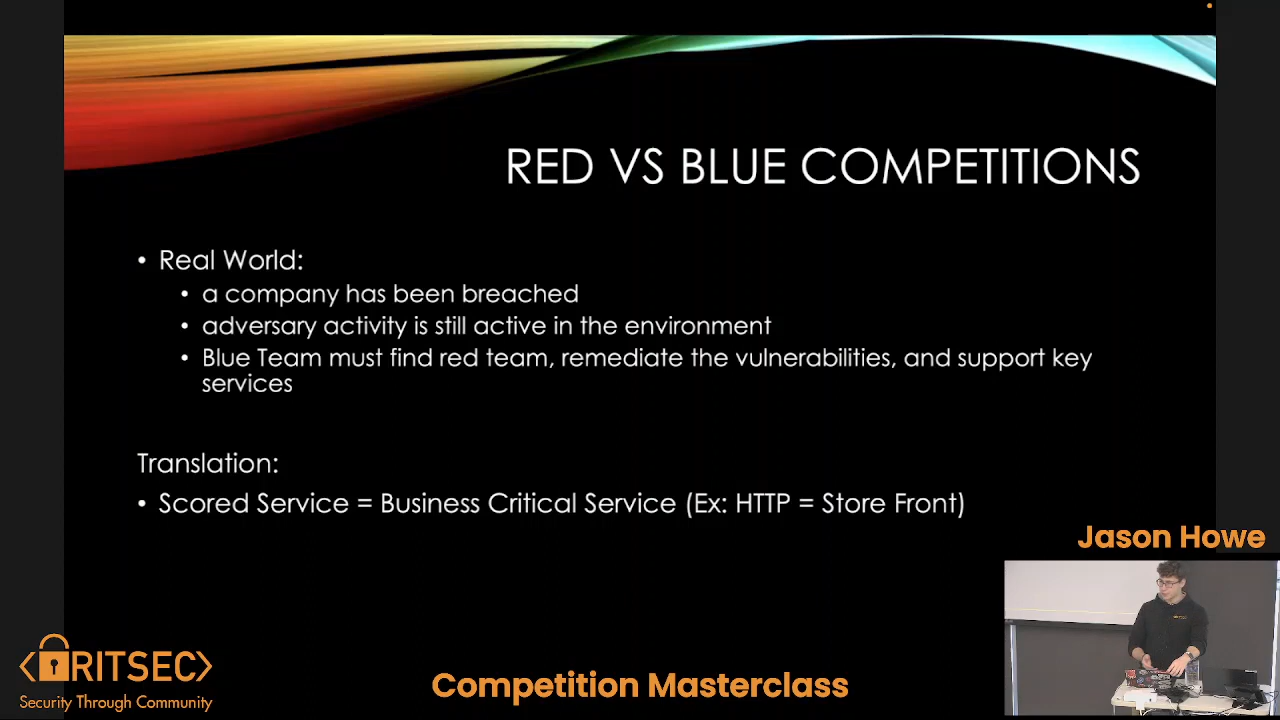 RED VS BLUE COMPETITIONS
• Real World:
• a company has been breached
• adversary activity is still active in the environment
• Blue Team must find red team, remediate the vulnerabilities, and support key
services
Translation:
• Scored Service = Business Critical Service (Ex: HTTP = Store Front)
Jason Howe
RITSEC
Security Through Community
Competition Masterclass